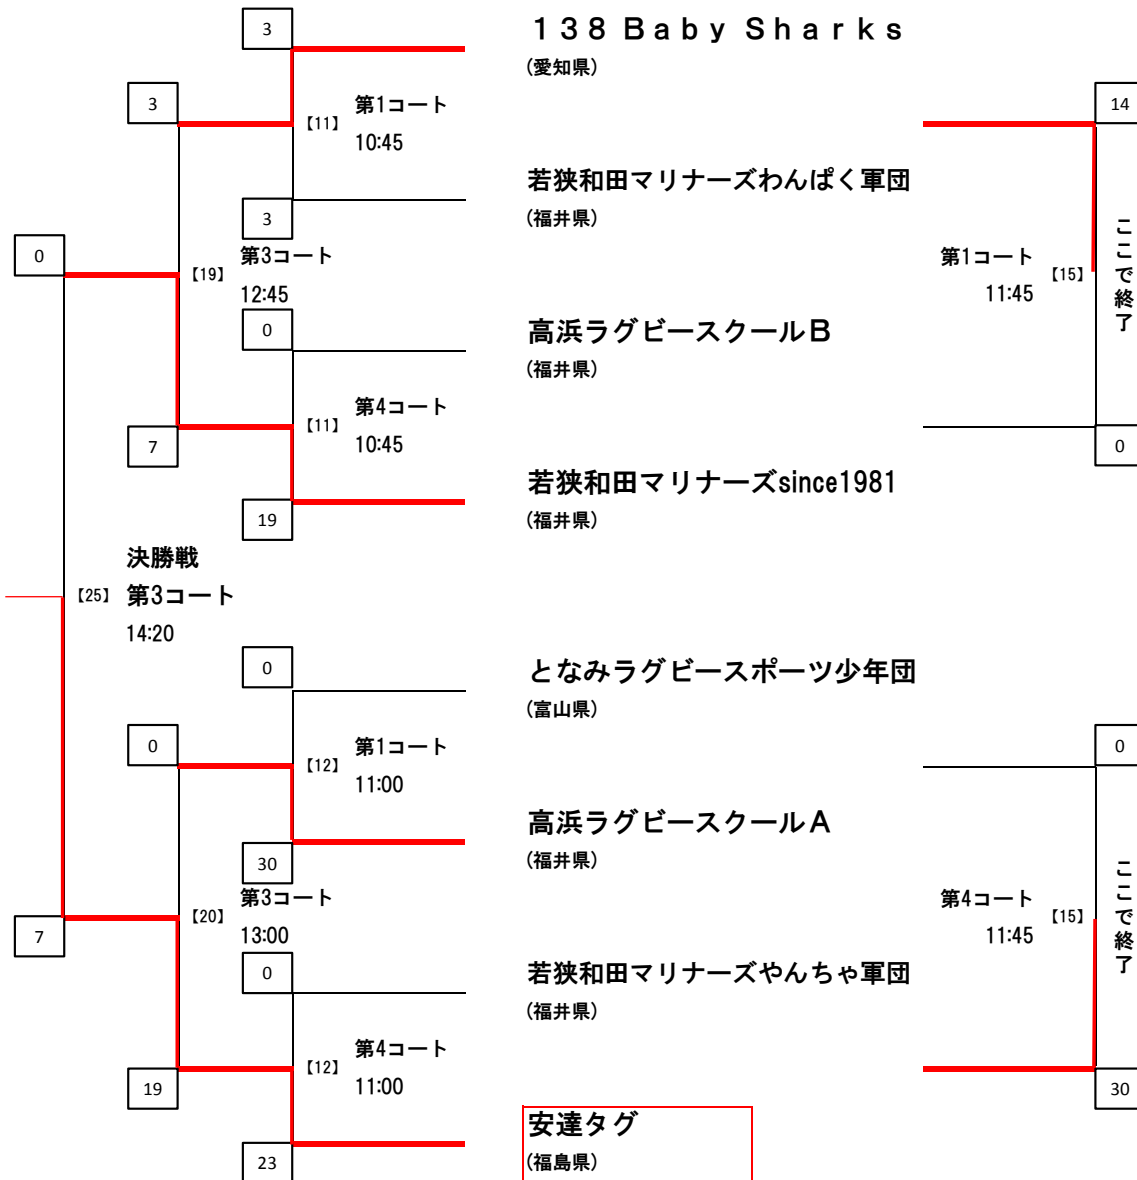 3
138 Baby Sharks
(愛知県)
3
【11】
第1コート
10:45
14
若狭和田マリナーズわんぱく軍団
(福井県)
3
0
【19】
第3コート
12:45
第1コート
11:45
【15】
ここで終了
0
高浜ラグビースクールB
(福井県)
7
【11】
第4コート
10:45
0
若狭和田マリナーズsince1981
(福井県)
19
決勝戦
【25】
第3コート
14:20
0
となみラグビースポーツ少年団
(富山県)
0
【12】
第1コート
11:00
0
高浜ラグビースクールA
(福井県)
30
7
【20】
第3コート
13:00
第4コート
11:45
【15】
ここで終了
0
若狭和田マリナーズやんちゃ軍団
(福井県)
19
【12】
第4コート
11:00
30
安達タグ
(福島県)
23